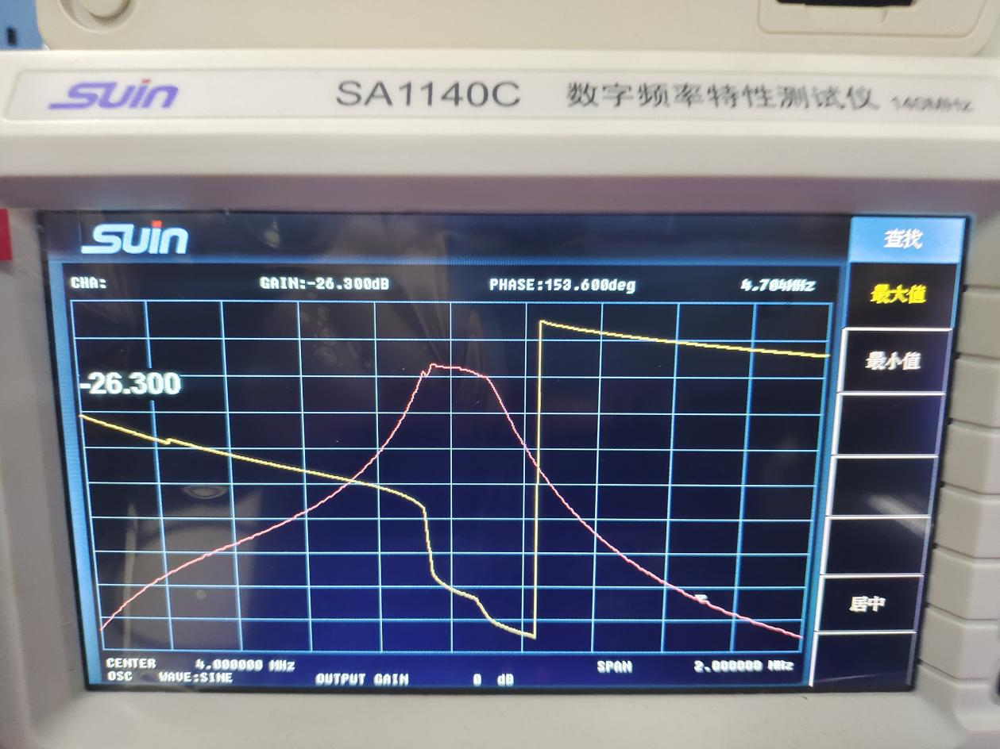 SUin SA1140C 数字频率特性测试仪 140MHz
SUin
查找
CHA: GAIN:-26.300dB PHASE:153.600deg 4.704MHz
最大值
最小值
-26.300
居中
CENTER 4.000000 MHz SPAN 2.000000 MHz
OSC WAVE:SINE OUTPUT GAIN 0 dB